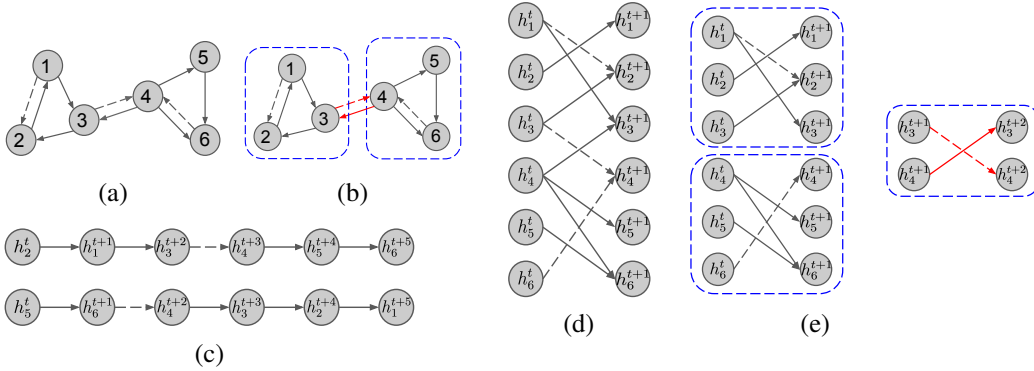 1
2
3
4
5
6
(a)
1
2
3
4
5
6
(b)
h_2^t h_1^{t+1} h_3^{t+2} h_4^{t+3} h_5^{t+4} h_6^{t+5}
h_5^t h_6^{t+1} h_4^{t+2} h_3^{t+3} h_2^{t+4} h_1^{t+5}
(c)
h_1^t h_1^{t+1}
h_2^t h_2^{t+1}
h_3^t h_3^{t+1}
h_4^t h_4^{t+1}
h_5^t h_5^{t+1}
h_6^t h_6^{t+1}
(d)
h_1^t h_1^{t+1}
h_2^t h_2^{t+1}
h_3^t h_3^{t+1}
h_4^t h_4^{t+1}
h_5^t h_5^{t+1}
h_6^t h_6^{t+1}
h_3^{t+1} h_3^{t+2}
h_4^{t+1} h_4^{t+2}
(e)